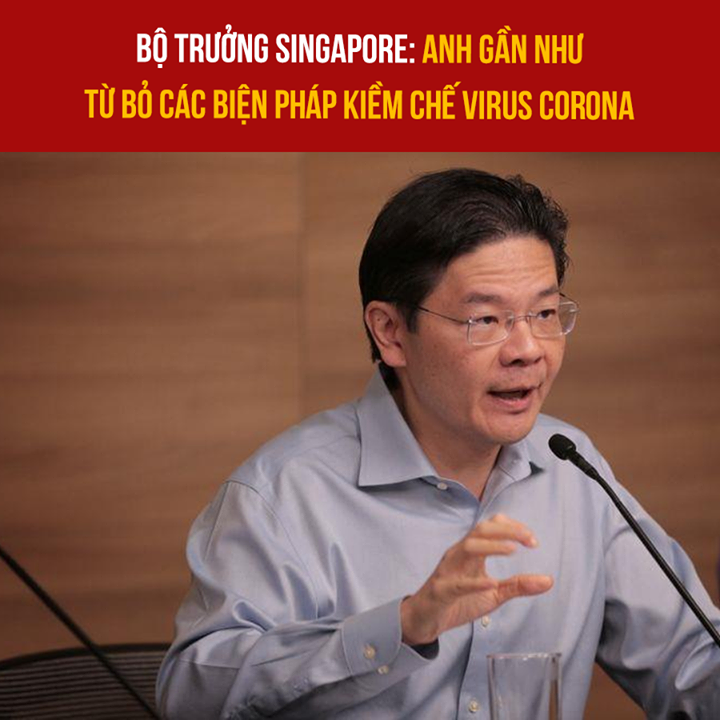 BỘ TRƯỞNG SINGAPORE: ANH GẦN NHƯ
TỪ BỎ CÁC BIỆN PHÁP KIỀM CHẾ VIRUS CORONA